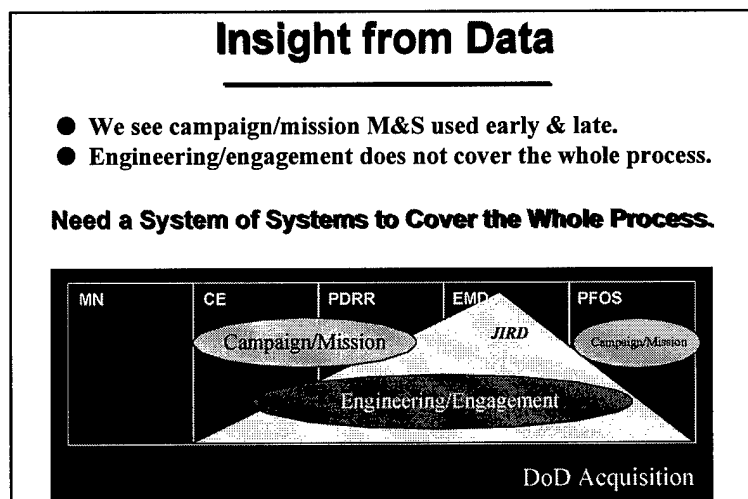 Insight from Data
● We see campaign/mission M&S used early & late.
● Engineering/engagement does not cover the whole process.
Need a System of Systems to Cover the Whole Process.
MN CE PDRR EMD PFOS
Campaign/Mission JIRD Campaign/Mission
Engineering/Engagement
DoD Acquisition